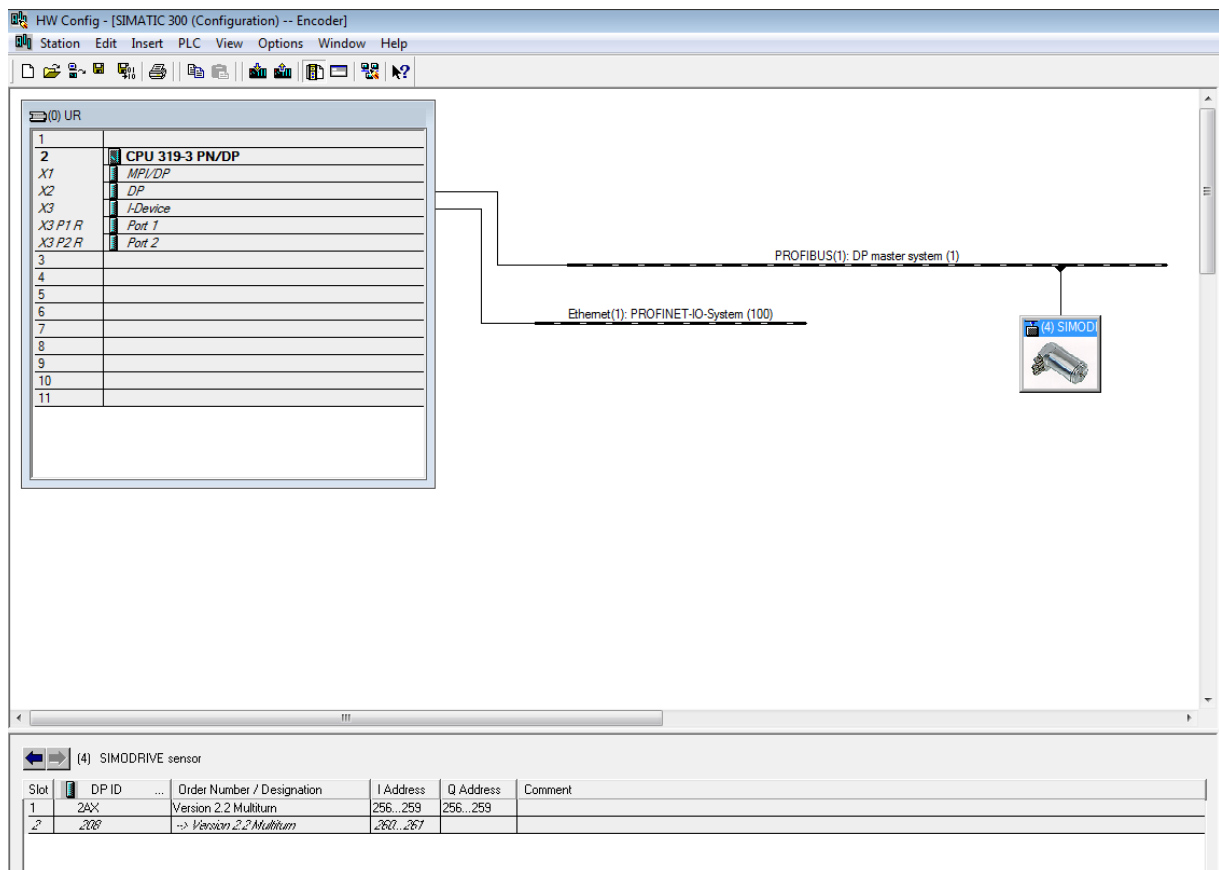 HW Config - [SIMATIC 300 (Configuration) -- Encoder]
Station Edit Insert PLC View Options Window Help
(0) UR
1
2 CPU 319-3 PN/DP
X1 MPI/DP
X2 DP
X3 I-Device
X3 P1 R Port 1
X3 P2 R Port 2
3
4
5
6
7
8
9
10
11
PROFIBUS(1): DP master system (1)
Ethernet(1): PROFINET-IO-System (100)
(4) SIMODI
(4) SIMODRIVE sensor
Slot DP ID ... Order Number / Designation I Address Q Address Comment
1 2AX Version 2.2 Multiturn 256...259 256...259
2 208 --> Version 2.2 Multiturn 260...261